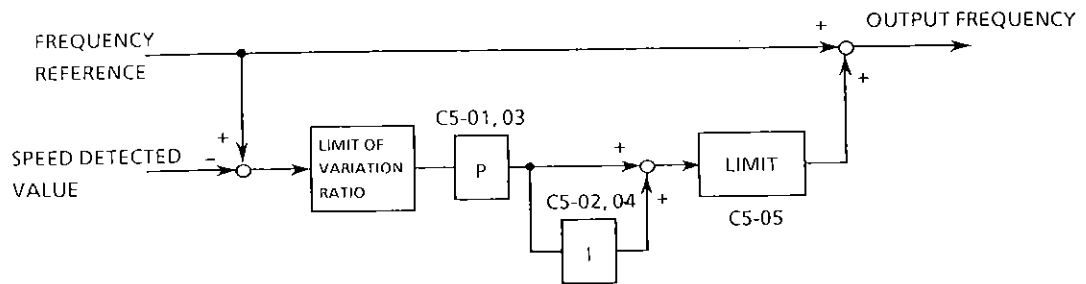 OUTPUT FREQUENCY
FREQUENCY
REFERENCE
+
+
C5-01, 03
+
SPEED DETECTED
VALUE
−
LIMIT OF
VARIATION
RATIO
P
+
LIMIT
C5-02, 04
+
C5-05
I